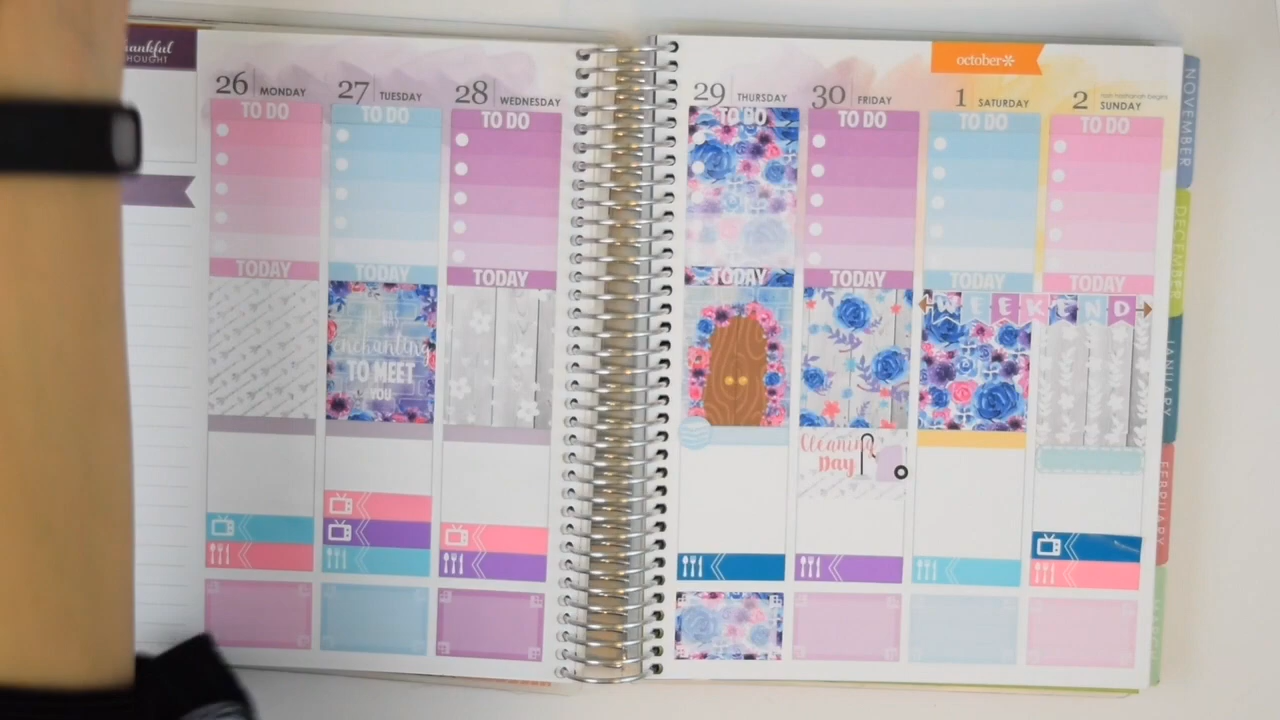 ankful
HOUGHT
october*
26 MONDAY
27 TUESDAY
28 WEDNESDAY
29 THURSDAY
30 FRIDAY
1 SATURDAY
2 SUNDAY
TO DO
TO DO
TO DO
TO DO
TO DO
TO DO
TO DO
TODAY
TODAY
TODAY
TODAY
TODAY
TODAY
TODAY
enchanting
TO MEET
YOU
WEEKEND
Cleaning
Day
NOVEMBER
DECEMBER
JANUARY
FEBRUARY